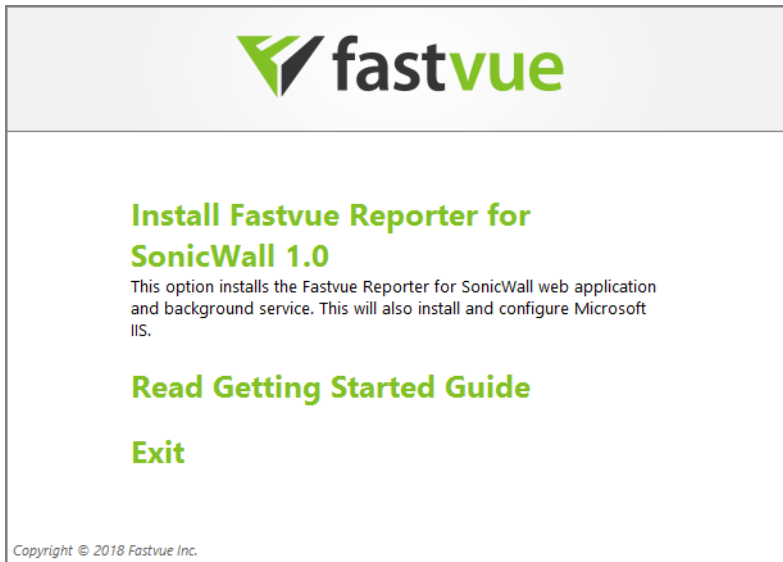 fastvue
Install Fastvue Reporter for
SonicWall 1.0
This option installs the Fastvue Reporter for SonicWall web application
and background service. This will also install and configure Microsoft
IIS.
Read Getting Started Guide
Exit
Copyright © 2018 Fastvue Inc.